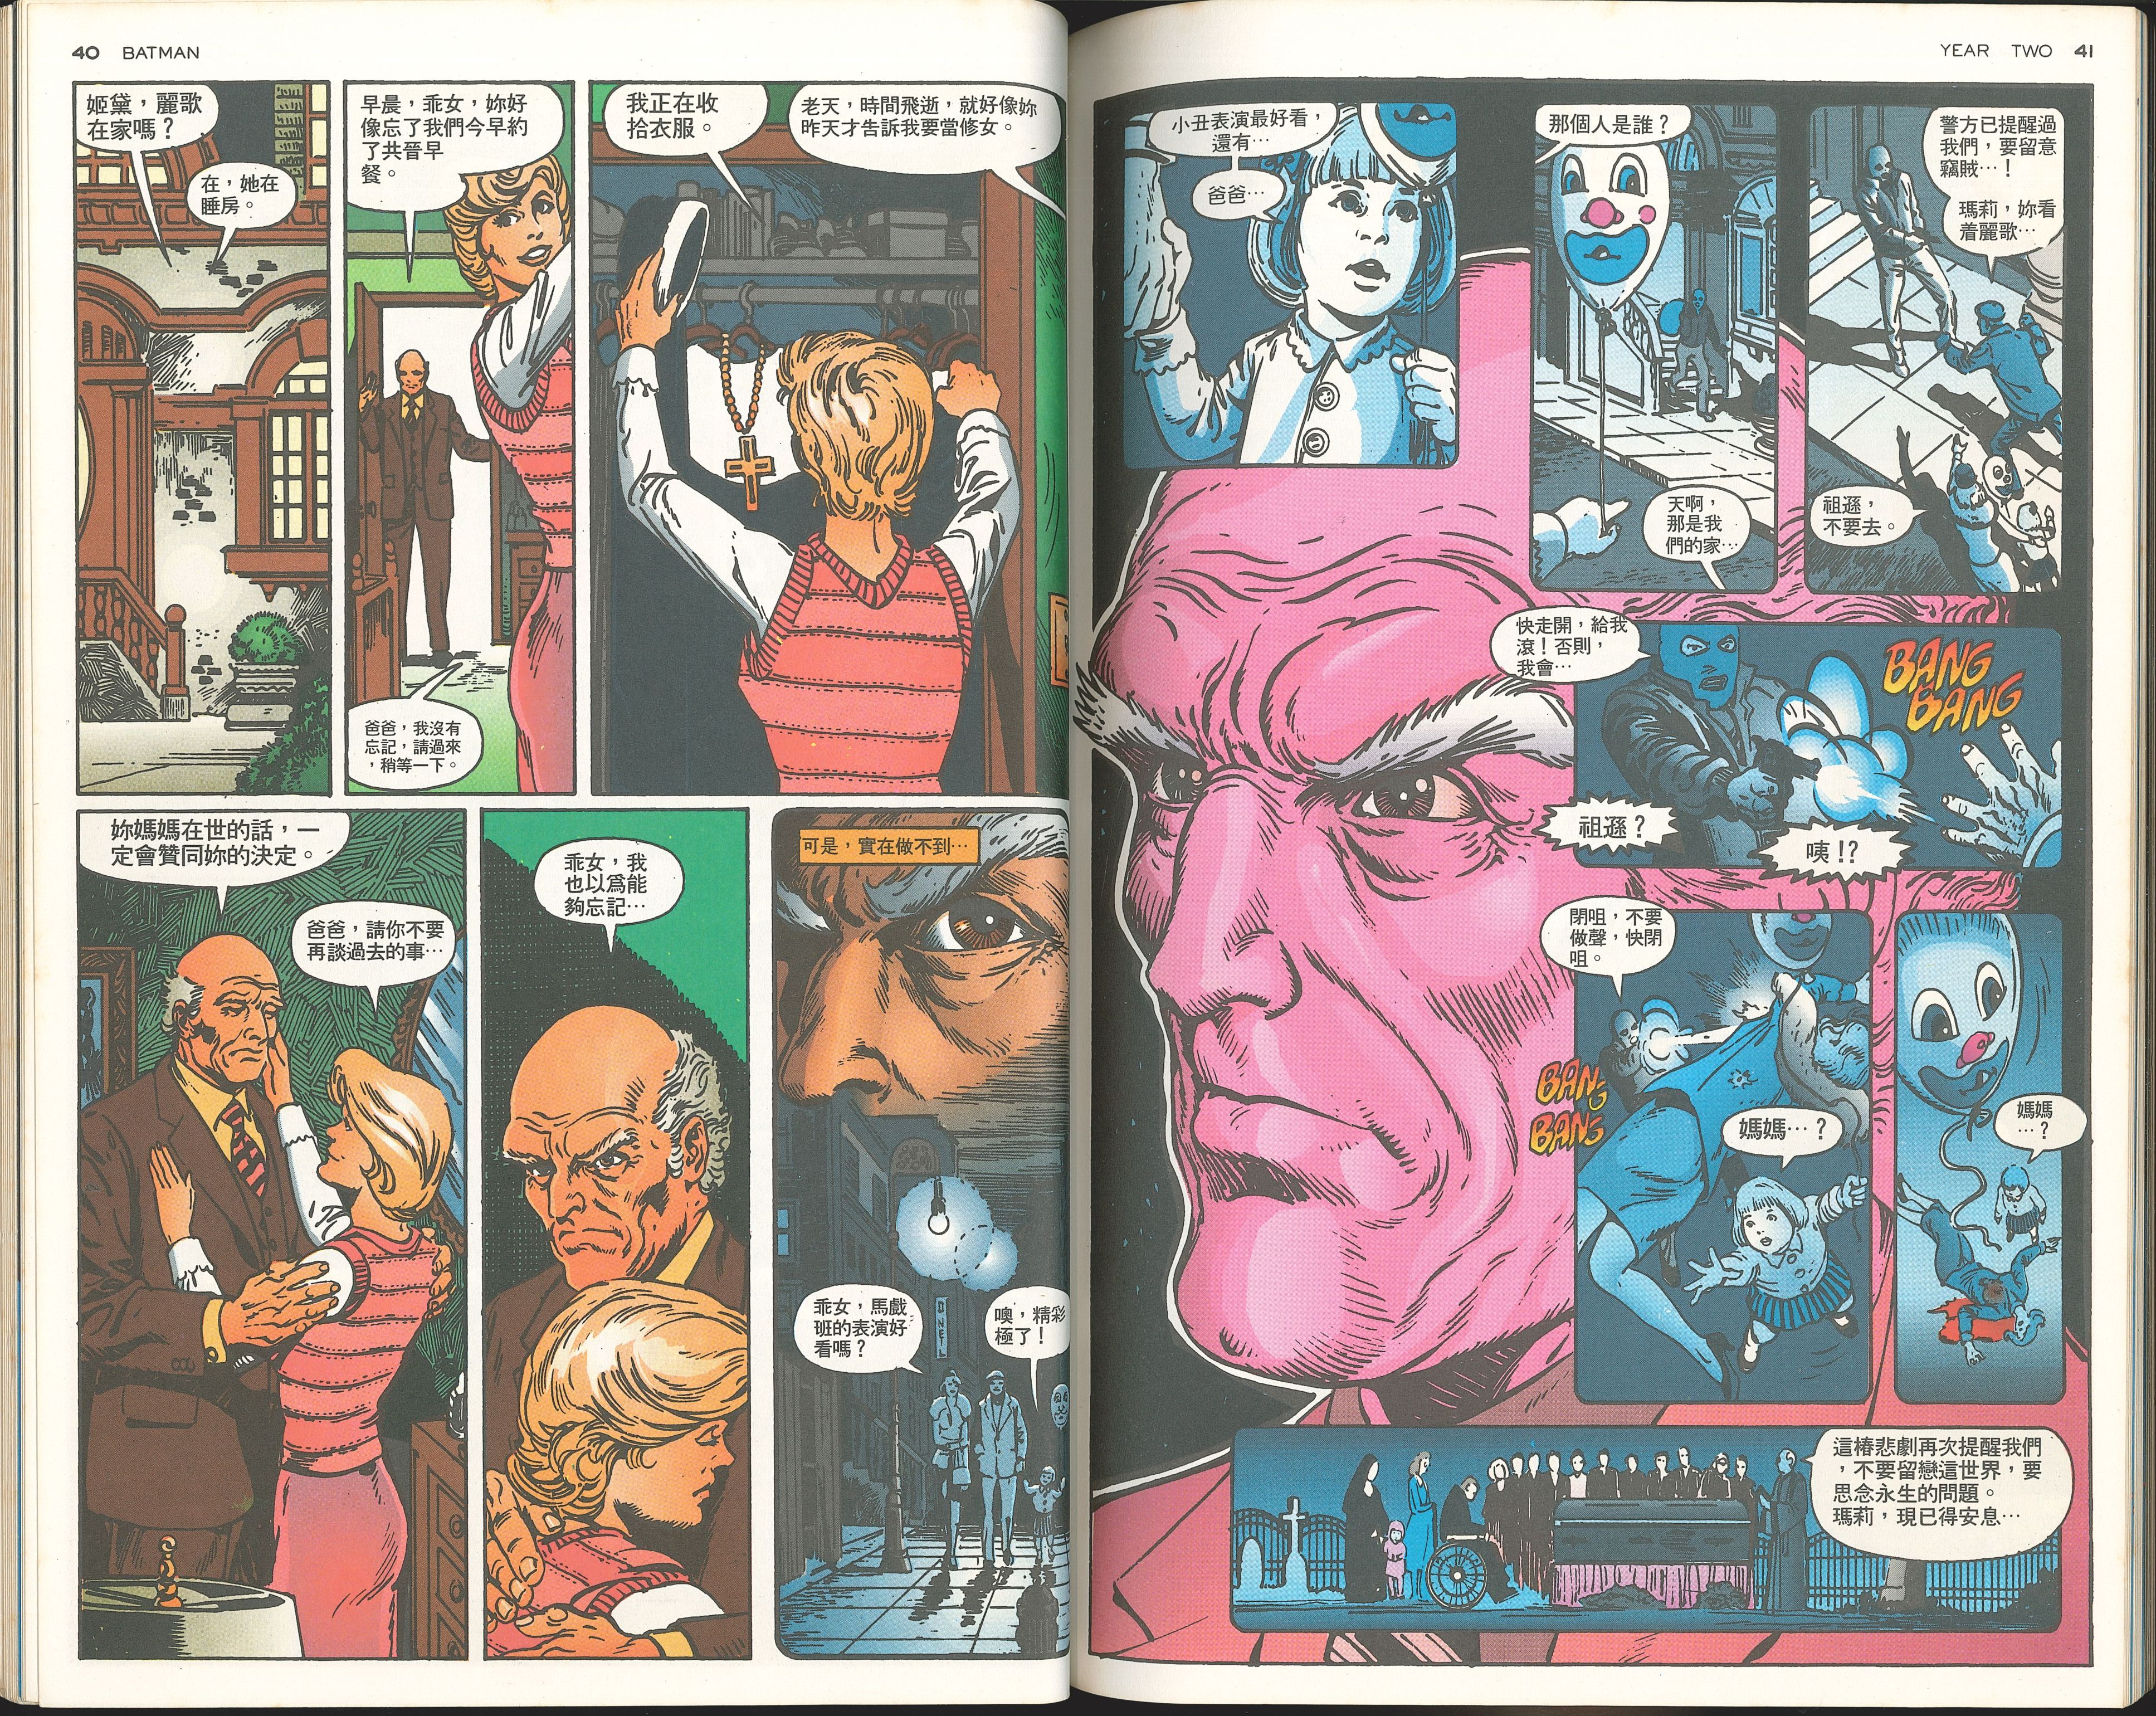 40 BATMAN
姬黛，麗歌
在家嗎？
在，她在
睡房。
早晨，乖女，妳好
像忘了我們今早約
了共晉早
餐。
爸爸，我沒有
忘記，請過來
，稍等一下。
我正在收
拾衣服。
老天，時間飛逝，就好像妳
昨天才告訴我要當修女。
妳媽媽在世的話，一
定會贊同妳的決定。
爸爸，請你不要
再談過去的事…
乖女，我
也以爲能
夠忘記…
可是，實在做不到…
乖女，馬戲
班的表演好
看嗎？
噢，精彩
極了！
YEAR TWO 41
小丑表演最好看，
還有…
爸爸…
那個人是誰？
天啊，
那是我
們的家…
警方已提醒過
我們，要留意
竊賊…！
瑪莉，妳看
着麗歌…
祖遜，
不要去。
快走開，給我
滾！否則，
我會…
BANG
BANG
祖遜？
咦!?
閉咀，不要
做聲，快閉
咀。
BANG
BANG
媽媽…？
媽媽
…？
這樁悲劇再次提醒我們
，不要留戀這世界，要
思念永生的問題。
瑪莉，現已得安息…